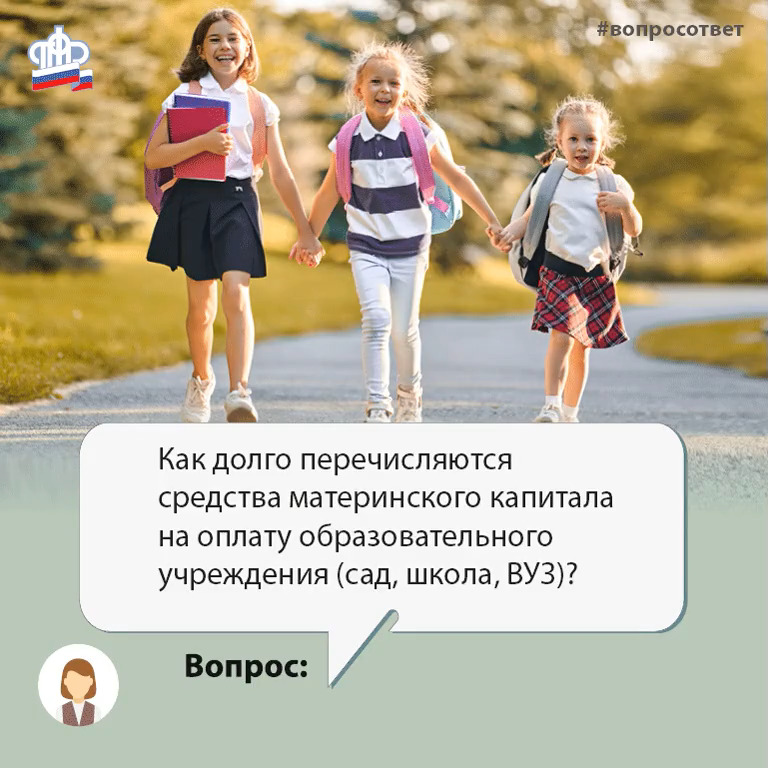 #вопросответ
Как долго перечисляются
средства материнского капитала
на оплату образовательного
учреждения (сад, школа, ВУЗ)?
Вопрос: